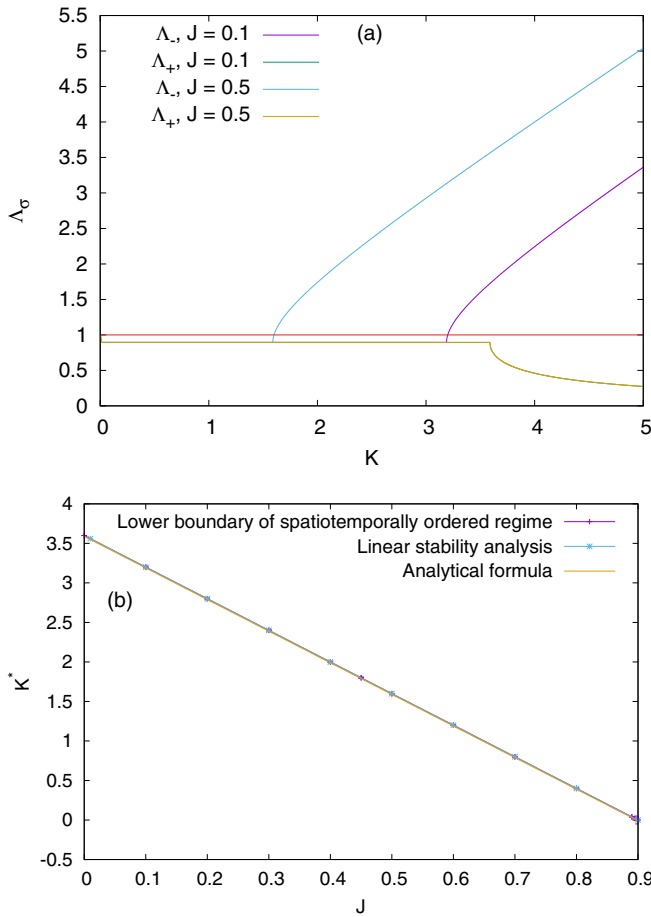 (a)
Λ-, J = 0.1
Λ+, J = 0.1
Λ-, J = 0.5
Λ+, J = 0.5
5.5
5
4.5
4
3.5
3
2.5
2
1.5
1
0.5
0
Λσ
0 1 2 3 4 5
K
4
3.5
3
2.5
2
1.5
1
0.5
0
-0.5
K*
Lower boundary of spatiotemporally ordered regime
Linear stability analysis
Analytical formula
(b)
0 0.1 0.2 0.3 0.4 0.5 0.6 0.7 0.8 0.9
J